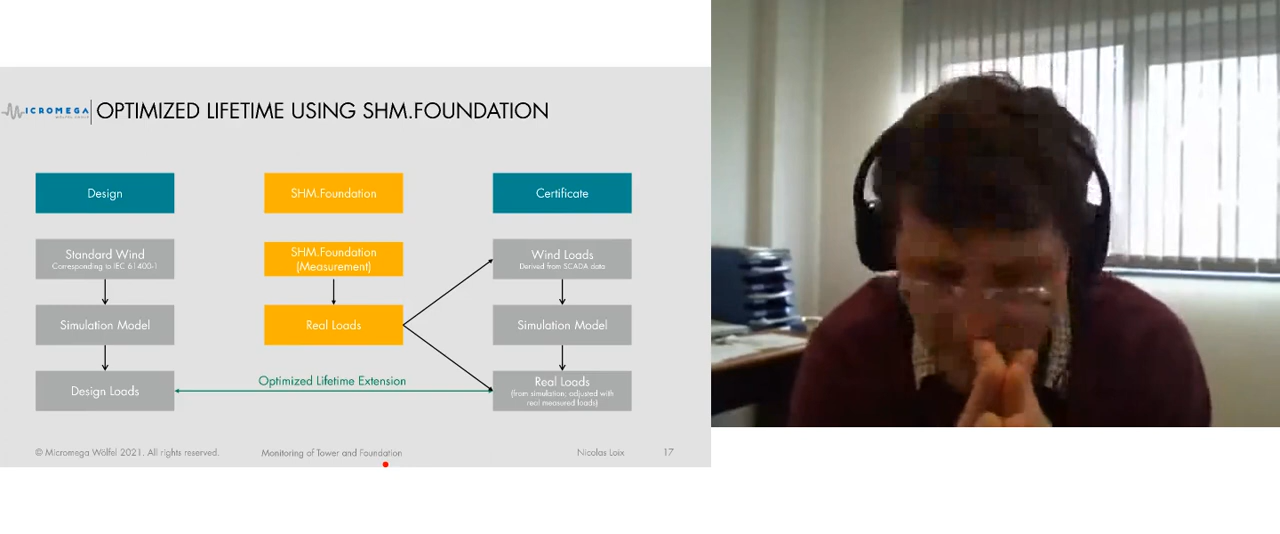 MICROMEGA
OPTIMIZED LIFETIME USING SHM.FOUNDATION
Design
SHM.Foundation
Certificate
Standard Wind
Corresponding to IEC 61400-1
SHM.Foundation
(Measurement)
Wind Loads
Derived from SCADA data
Simulation Model
Real Loads
Simulation Model
Design Loads
Optimized Lifetime Extension
Real Loads
(from simulation; adjusted with
real measured loads)
© Micromega Wölfel 2021. All rights reserved.
Monitoring of Tower and Foundation
Nicolas Loix
17